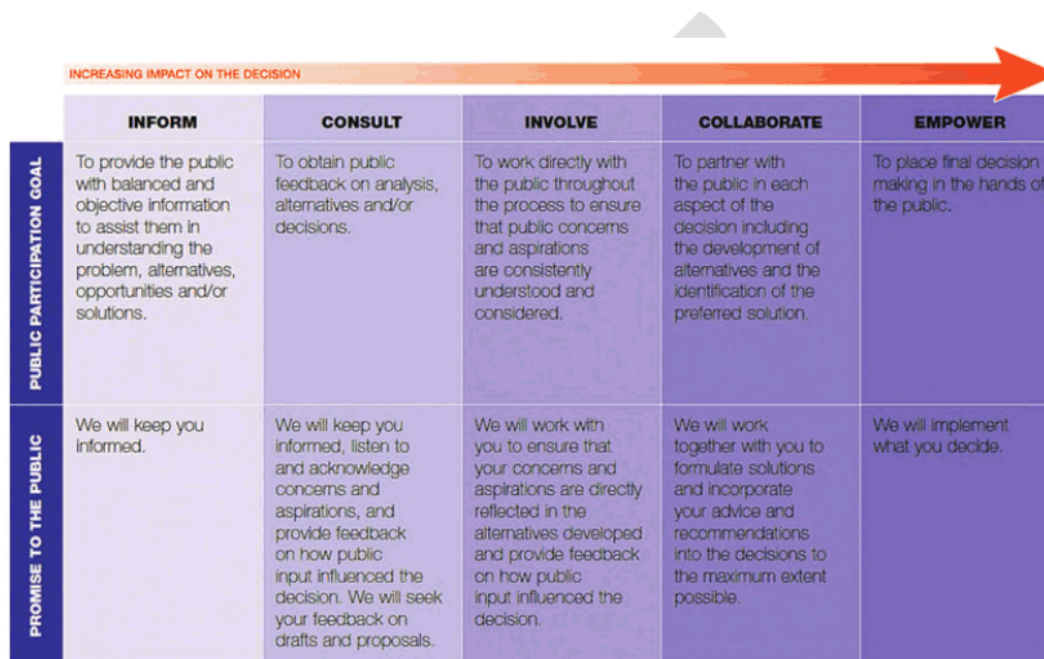 INCREASING IMPACT ON THE DECISION
INFORM
CONSULT
INVOLVE
COLLABORATE
EMPOWER
PUBLIC PARTICIPATION GOAL
To provide the public
with balanced and
objective information
to assist them in
understanding the
problem, alternatives,
opportunities and/or
solutions.
To obtain public
feedback on analysis,
alternatives and/or
decisions.
To work directly with
the public throughout
the process to ensure
that public concerns
and aspirations
are consistently
understood and
considered.
To partner with
the public in each
aspect of the
decision including
the development of
alternatives and the
identification of the
preferred solution.
To place final decision
making in the hands of
the public.
PROMISE TO THE PUBLIC
We will keep you
informed.
We will keep you
informed, listen to
and acknowledge
concerns and
aspirations, and
provide feedback
on how public
input influenced the
decision. We will seek
your feedback on
drafts and proposals.
We will work with
you to ensure that
your concerns and
aspirations are directly
reflected in the
alternatives developed
and provide feedback
on how public
input influenced the
decision.
We will work
together with you to
formulate solutions
and incorporate
your advice and
recommendations
into the decisions to
the maximum extent
possible.
We will implement
what you decide.